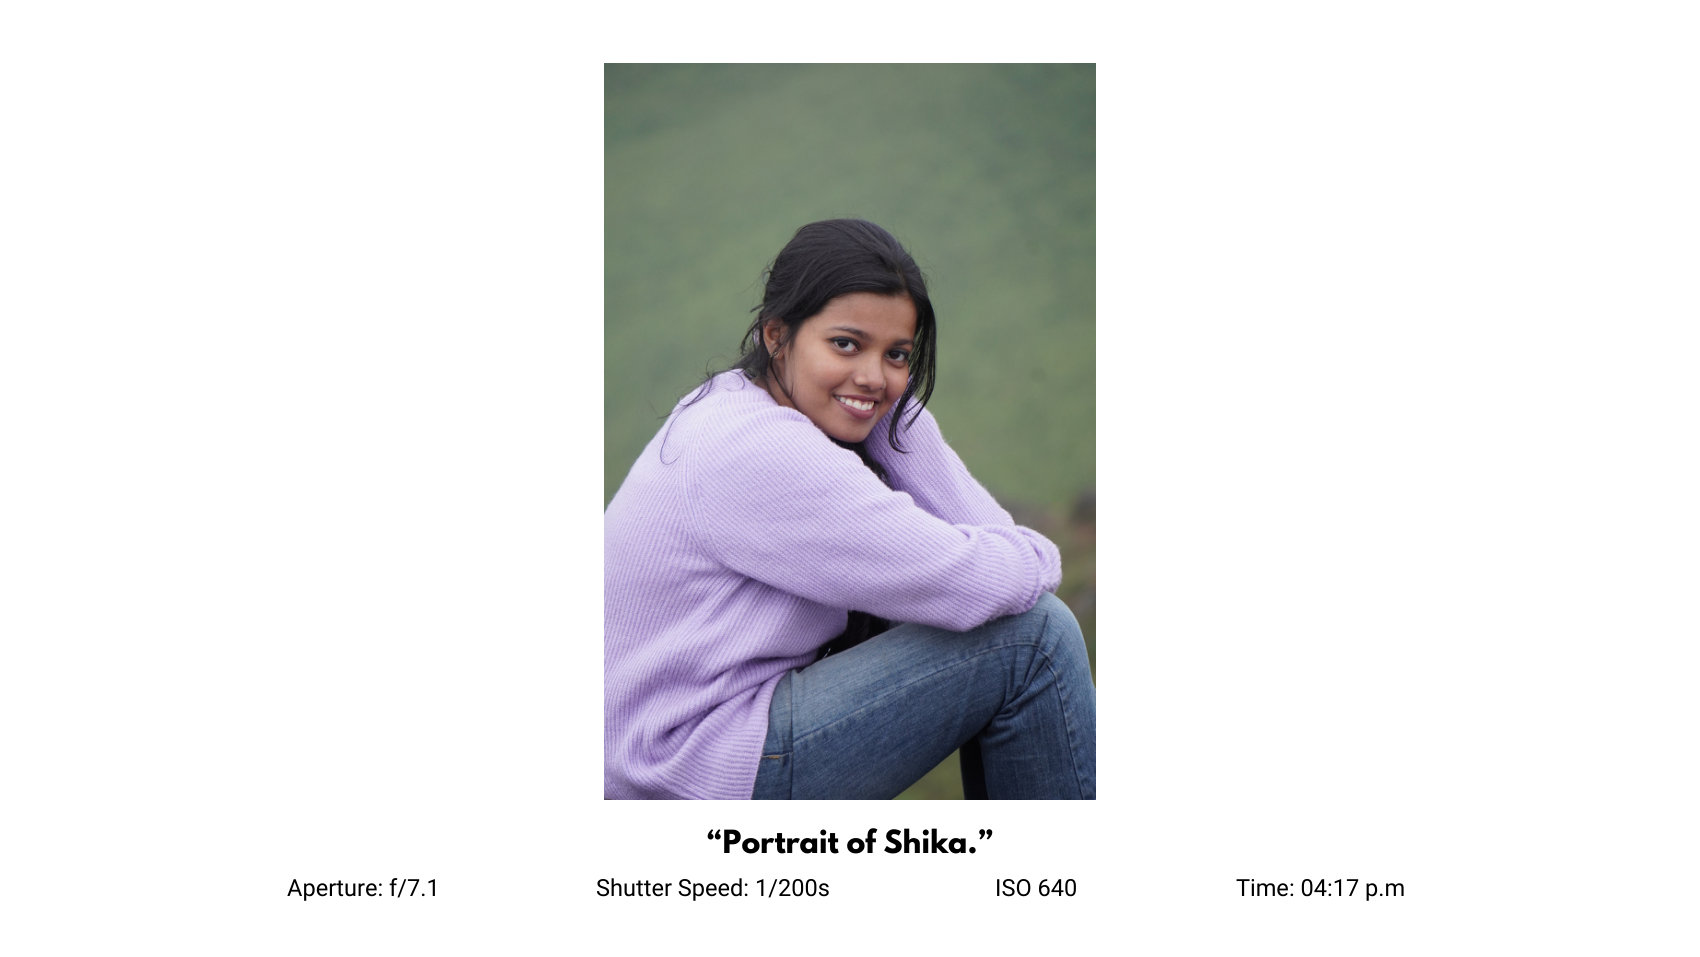 “Portrait of Shika.”
Aperture: f/7.1 Shutter Speed: 1/200s ISO 640 Time: 04:17 p.m